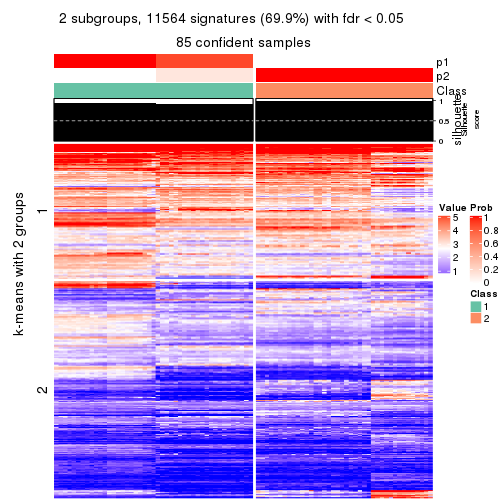 2 subgroups, 11564 signatures (69.9%) with fdr < 0.05
85 confident samples
p1
p2
Class
silhouette
Silhouette
score
1
0.5
0
k-means with 2 groups
1
2
Value
5
4
3
2
1
Prob
1
0.8
0.6
0.4
0.2
0
Class
1
2